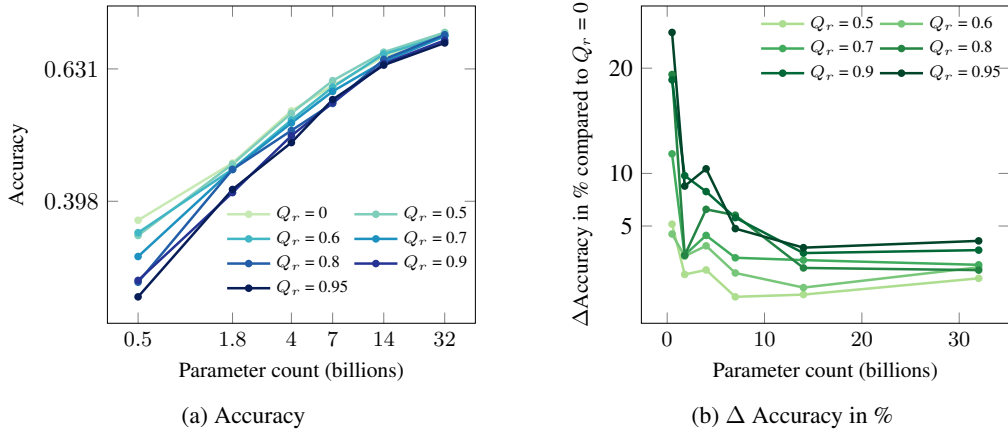 0.631
0.398
Accuracy
Q_r = 0
Q_r = 0.5
Q_r = 0.6
Q_r = 0.7
Q_r = 0.8
Q_r = 0.9
Q_r = 0.95
0.5 1.8 4 7 14 32
Parameter count (billions)
(a) Accuracy
20
10
5
ΔAccuracy in % compared to Q_r = 0
Q_r = 0.5
Q_r = 0.6
Q_r = 0.7
Q_r = 0.8
Q_r = 0.9
Q_r = 0.95
0 10 20 30
Parameter count (billions)
(b) Δ Accuracy in %